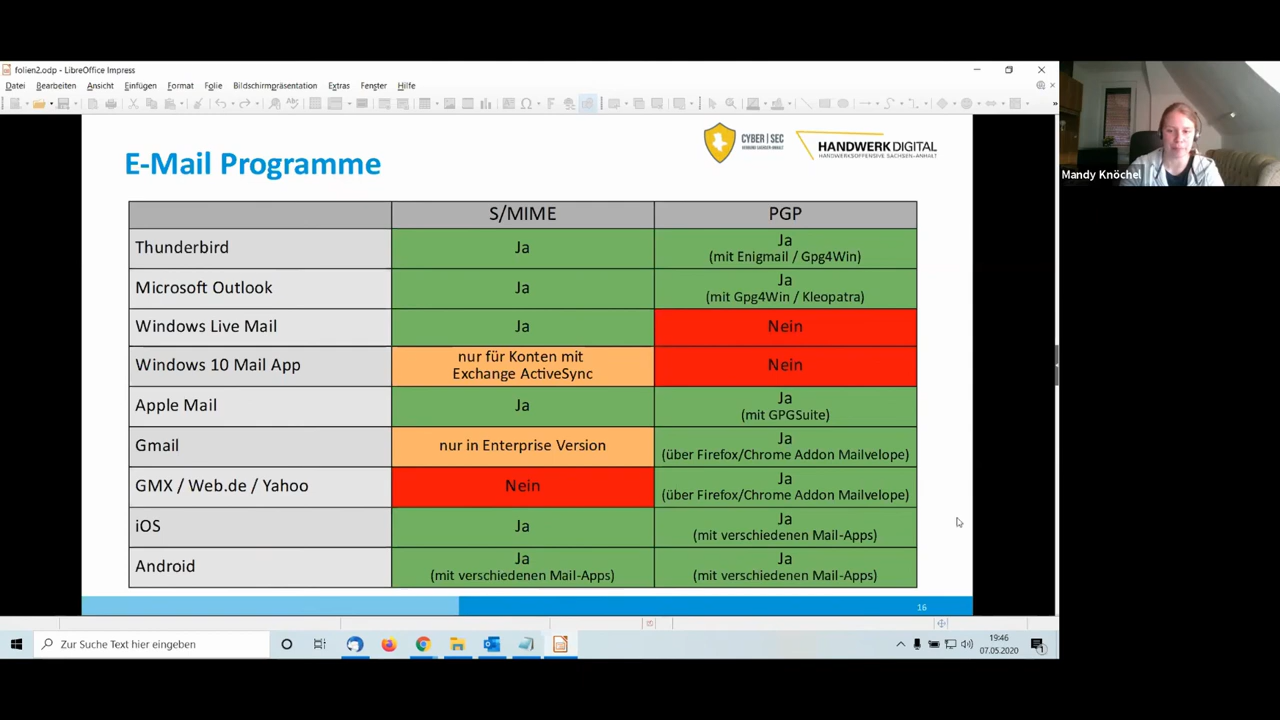 folien2.odp - LibreOffice Impress
Datei Bearbeiten Ansicht Einfügen Format Folie Bildschirmpräsentation Extras Fenster Hilfe
CYBER|SEC
HANDWERK DIGITAL
HANDWERKSOFFENSIVE SACHSEN-ANHALT
E-Mail Programme
Mandy Knöchel
S/MIME PGP
Thunderbird Ja Ja
(mit Enigmail / Gpg4Win)
Microsoft Outlook Ja Ja
(mit Gpg4Win / Kleopatra)
Windows Live Mail Ja Nein
Windows 10 Mail App nur für Konten mit
Exchange ActiveSync Nein
Apple Mail Ja Ja
(mit GPGSuite)
Gmail nur in Enterprise Version Ja
(über Firefox/Chrome Addon Mailvelope)
GMX / Web.de / Yahoo Nein Ja
(über Firefox/Chrome Addon Mailvelope)
iOS Ja Ja
(mit verschiedenen Mail-Apps)
Android Ja
(mit verschiedenen Mail-Apps) Ja
(mit verschiedenen Mail-Apps)
16
Zur Suche Text hier eingeben
19:46
07.05.2020
1